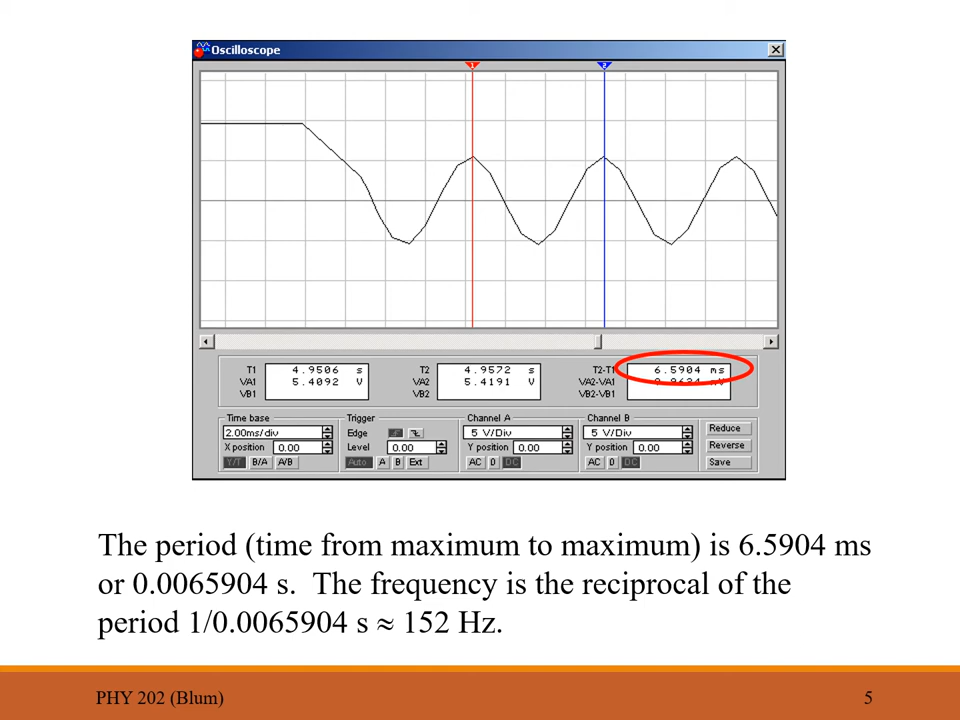 Oscilloscope
1 2
T1 4.9506 s
VA1 5.4092 V
VB1
T2 4.9572 s
VA2 5.4191 V
VB2
T2-T1 6.5904 ms
VA2-VA1 mV
VB2-VB1
Time base
2.00ms/div
X position 0.00
Y/T B/A A/B
Trigger
Edge
Level 0.00
Auto A B Ext
Channel A
5 V/Div
Y position 0.00
AC 0 DC
Channel B
5 V/Div
Y position 0.00
AC 0 DC
Reduce
Reverse
Save
The period (time from maximum to maximum) is 6.5904 ms
or 0.0065904 s. The frequency is the reciprocal of the
period 1/0.0065904 s ≈ 152 Hz.
PHY 202 (Blum) 5